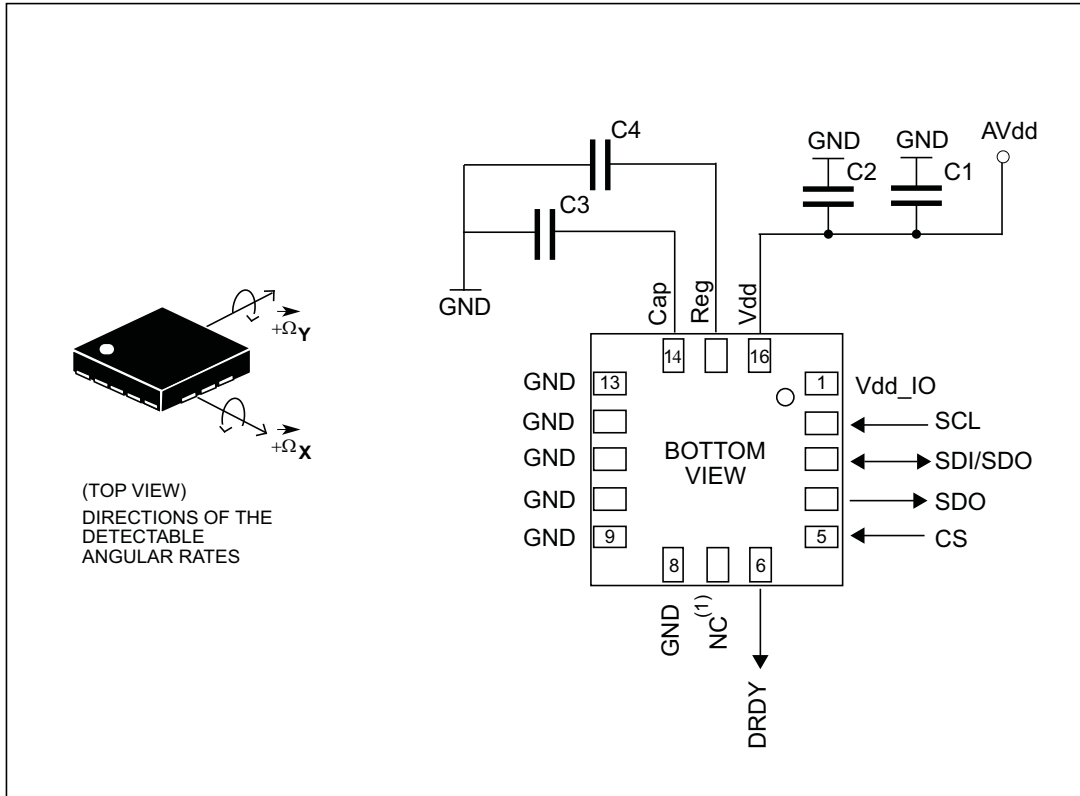 C4
GND
GND
AVdd
C2
C1
C3
GND
Cap
Reg
Vdd
+ΩY
+ΩX
(TOP VIEW)
DIRECTIONS OF THE
DETECTABLE
ANGULAR RATES
14
16
GND
13
1
Vdd_IO
GND
SCL
GND
BOTTOM
VIEW
SDI/SDO
GND
SDO
GND
9
5
CS
8
6
GND
NC(1)
DRDY